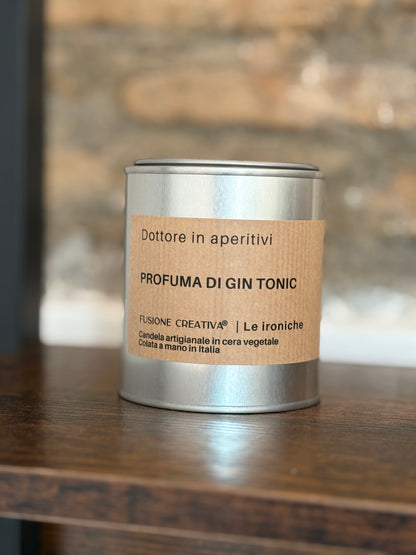 Dottore in aperitivi
PROFUMA DI GIN TONIC
FUSIONE CREATIVA® | Le ironiche
Candela artigianale in cera vegetale
Colata a mano in Italia